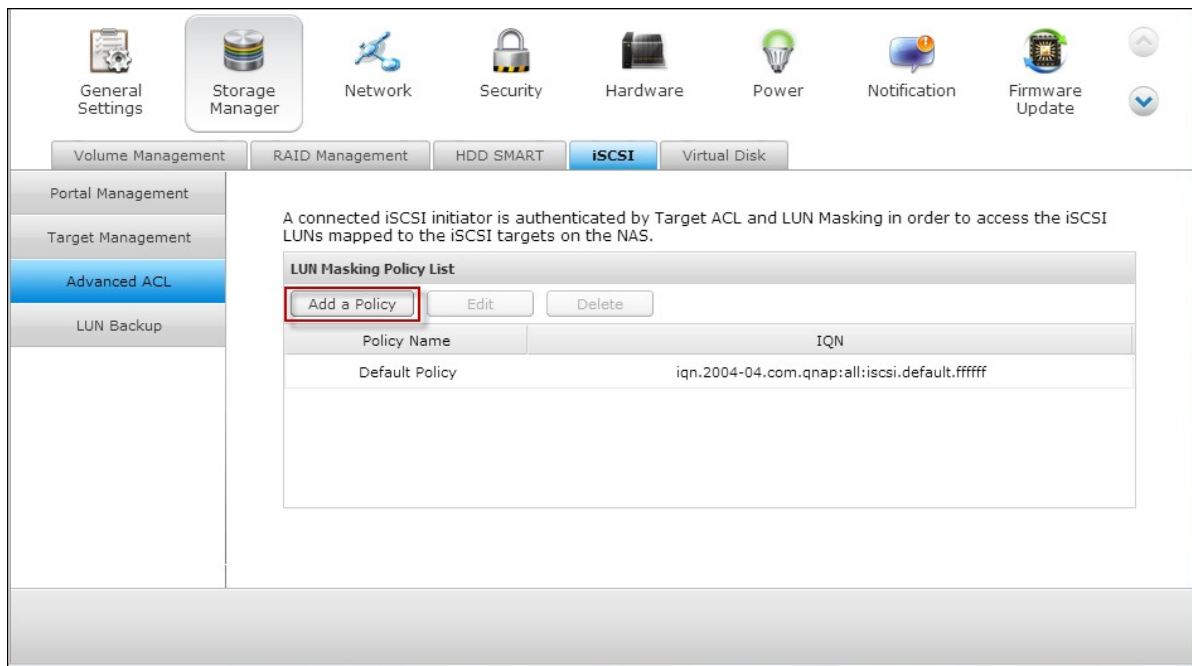 General Settings
Storage Manager
Network
Security
Hardware
Power
Notification
Firmware Update
Volume Management
RAID Management
HDD SMART
iSCSI
Virtual Disk
Portal Management
Target Management
Advanced ACL
LUN Backup
A connected iSCSI initiator is authenticated by Target ACL and LUN Masking in order to access the iSCSI
LUNs mapped to the iSCSI targets on the NAS.
LUN Masking Policy List
Add a Policy
Edit
Delete
Policy Name
IQN
Default Policy
iqn.2004-04.com.qnap:all:iscsi.default.ffffff